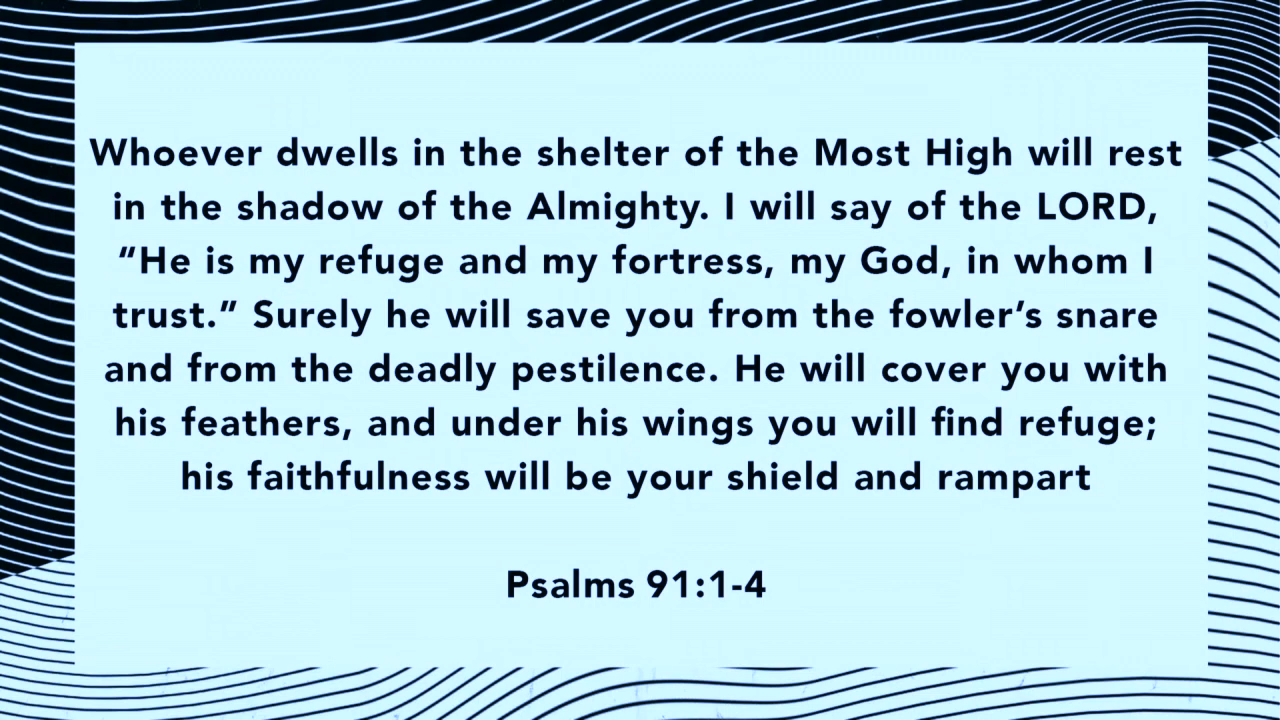 Whoever dwells in the shelter of the Most High will rest
in the shadow of the Almighty. I will say of the LORD,
“He is my refuge and my fortress, my God, in whom I
trust.” Surely he will save you from the fowler’s snare
and from the deadly pestilence. He will cover you with
his feathers, and under his wings you will find refuge;
his faithfulness will be your shield and rampart
Psalms 91:1-4